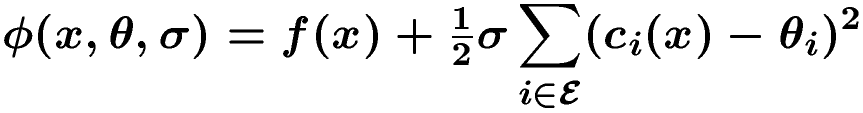 ϕ(x, θ, σ) = f(x) + ½σ ∑_{i∈ℰ} (c_i(x) − θ_i)²